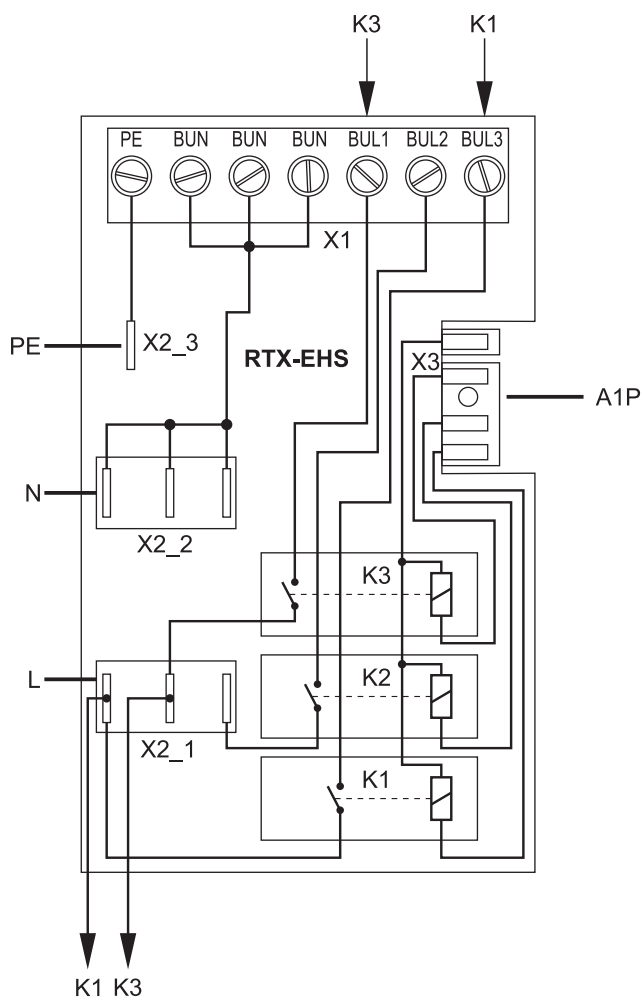 K3 K1
PE BUN BUN BUN BUL1 BUL2 BUL3
X1
PE X2_3
RTX-EHS
X3
A1P
N
X2_2
K3
L
K2
X2_1
K1
K1 K3